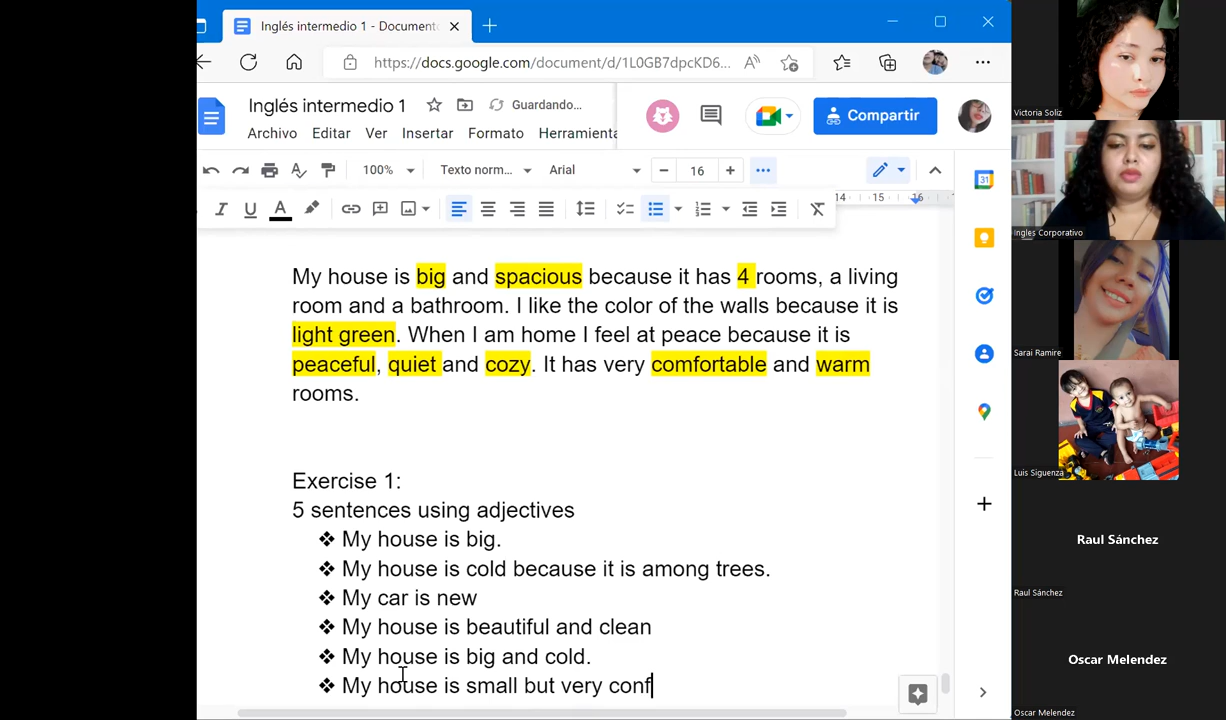 Inglés intermedio 1 - Document
https://docs.google.com/document/d/1L0GB7dpcKD6...
Inglés intermedio 1
Guardando...
Compartir
Archivo Editar Ver Insertar Formato Herramienta
100% Texto norm... Arial 16
14 15 16
31
My house is big and spacious because it has 4 rooms, a living
room and a bathroom. I like the color of the walls because it is
light green. When I am home I feel at peace because it is
peaceful, quiet and cozy. It has very comfortable and warm
rooms.
Exercise 1:
5 sentences using adjectives
❖ My house is big.
❖ My house is cold because it is among trees.
❖ My car is new
❖ My house is beautiful and clean
❖ My house is big and cold.
❖ My house is small but very conf
Victoria Soliz
Ingles Corporativo
Sarai Ramire
Luis Siguenza
Raul Sánchez
Raul Sánchez
Oscar Melendez
Oscar Melendez